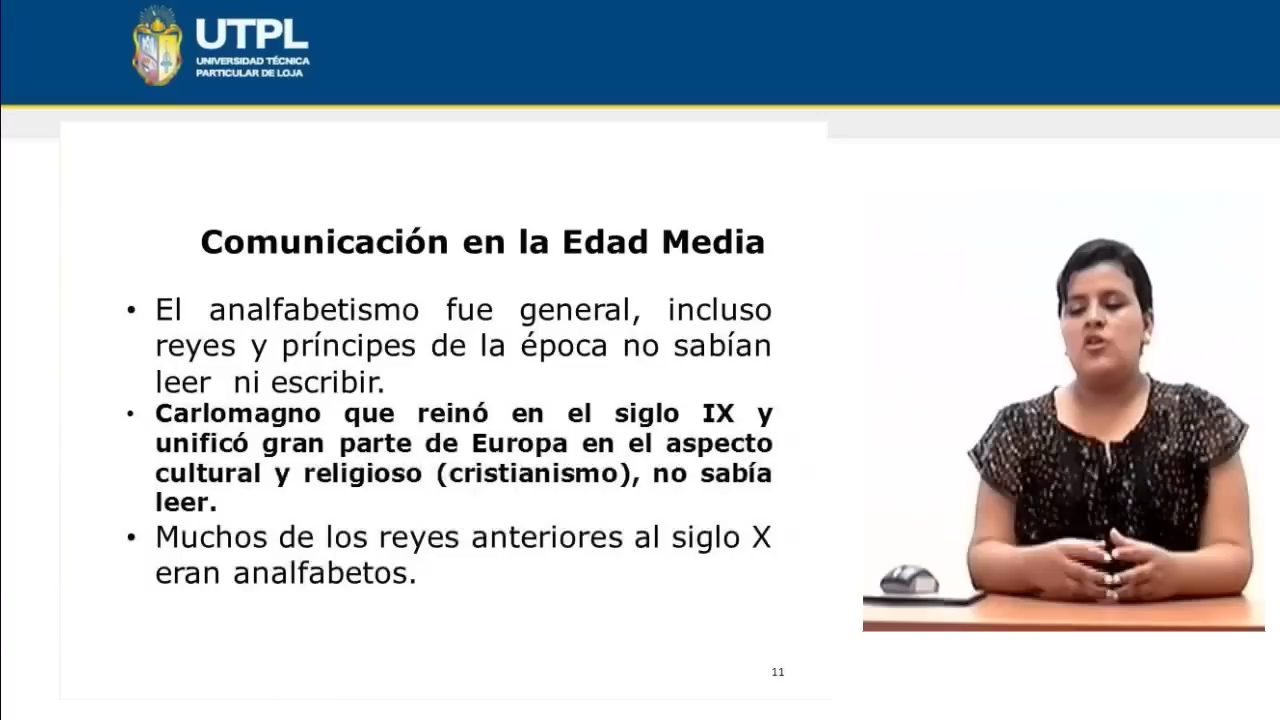 UTPL
UNIVERSIDAD TÉCNICA
PARTICULAR DE LOJA
Comunicación en la Edad Media
• El analfabetismo fue general, incluso
reyes y príncipes de la época no sabían
leer ni escribir.
• Carlomagno que reinó en el siglo IX y
unificó gran parte de Europa en el aspecto
cultural y religioso (cristianismo), no sabía
leer.
• Muchos de los reyes anteriores al siglo X
eran analfabetos.
11